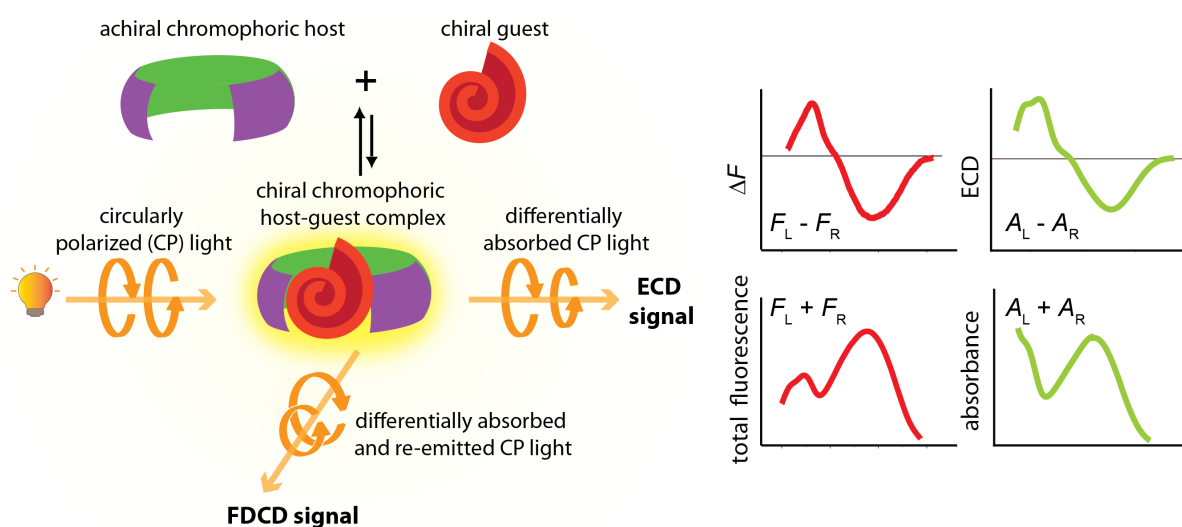 achiral chromophoric host
chiral guest
+
chiral chromophoric
host-guest complex
circularly
polarized (CP) light
differentially
absorbed CP light
ECD
signal
differentially absorbed
and re-emitted CP light
FDCD signal
ΔF
F_L - F_R
ECD
A_L - A_R
total fluorescence
F_L + F_R
absorbance
A_L + A_R